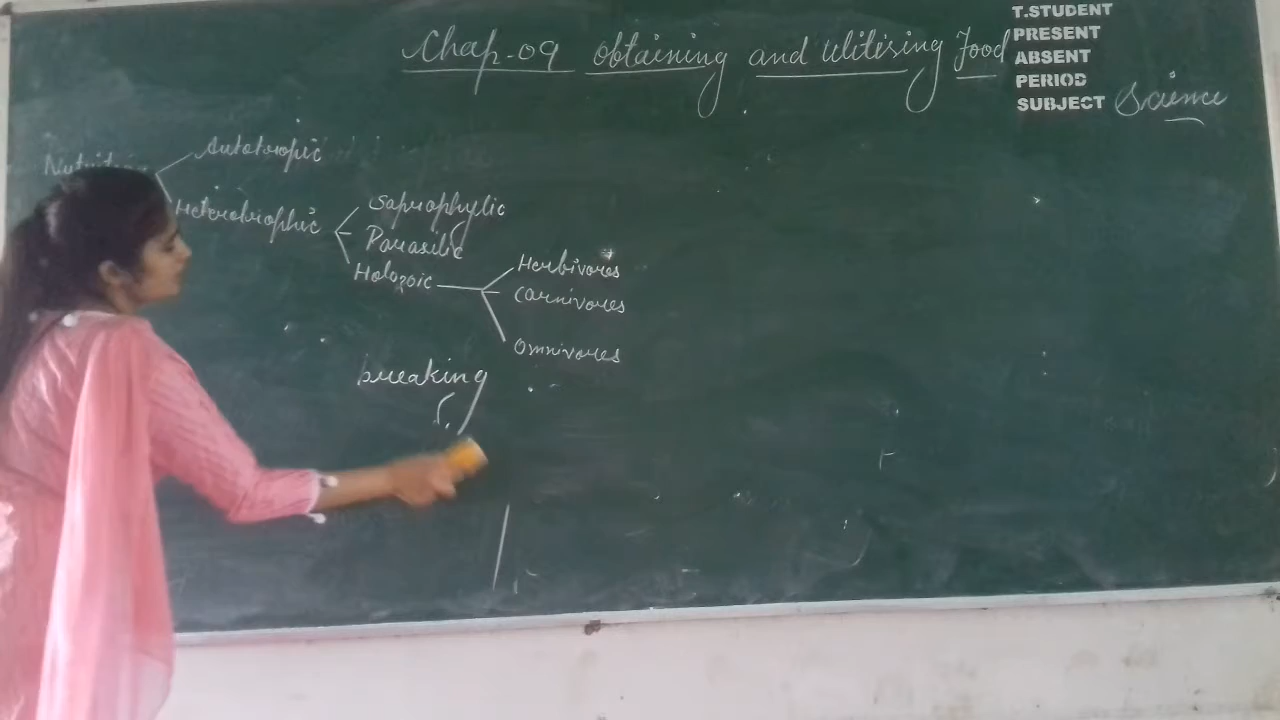 T.STUDENT
PRESENT
ABSENT
PERIOD
SUBJECT Science
Chap-09 obtaining and utilising Food
Autotropic
Heterotrophic
Saprophytic
Parasitic
Holozoic
Herbivores
Carnivores
Omnivores
breaking